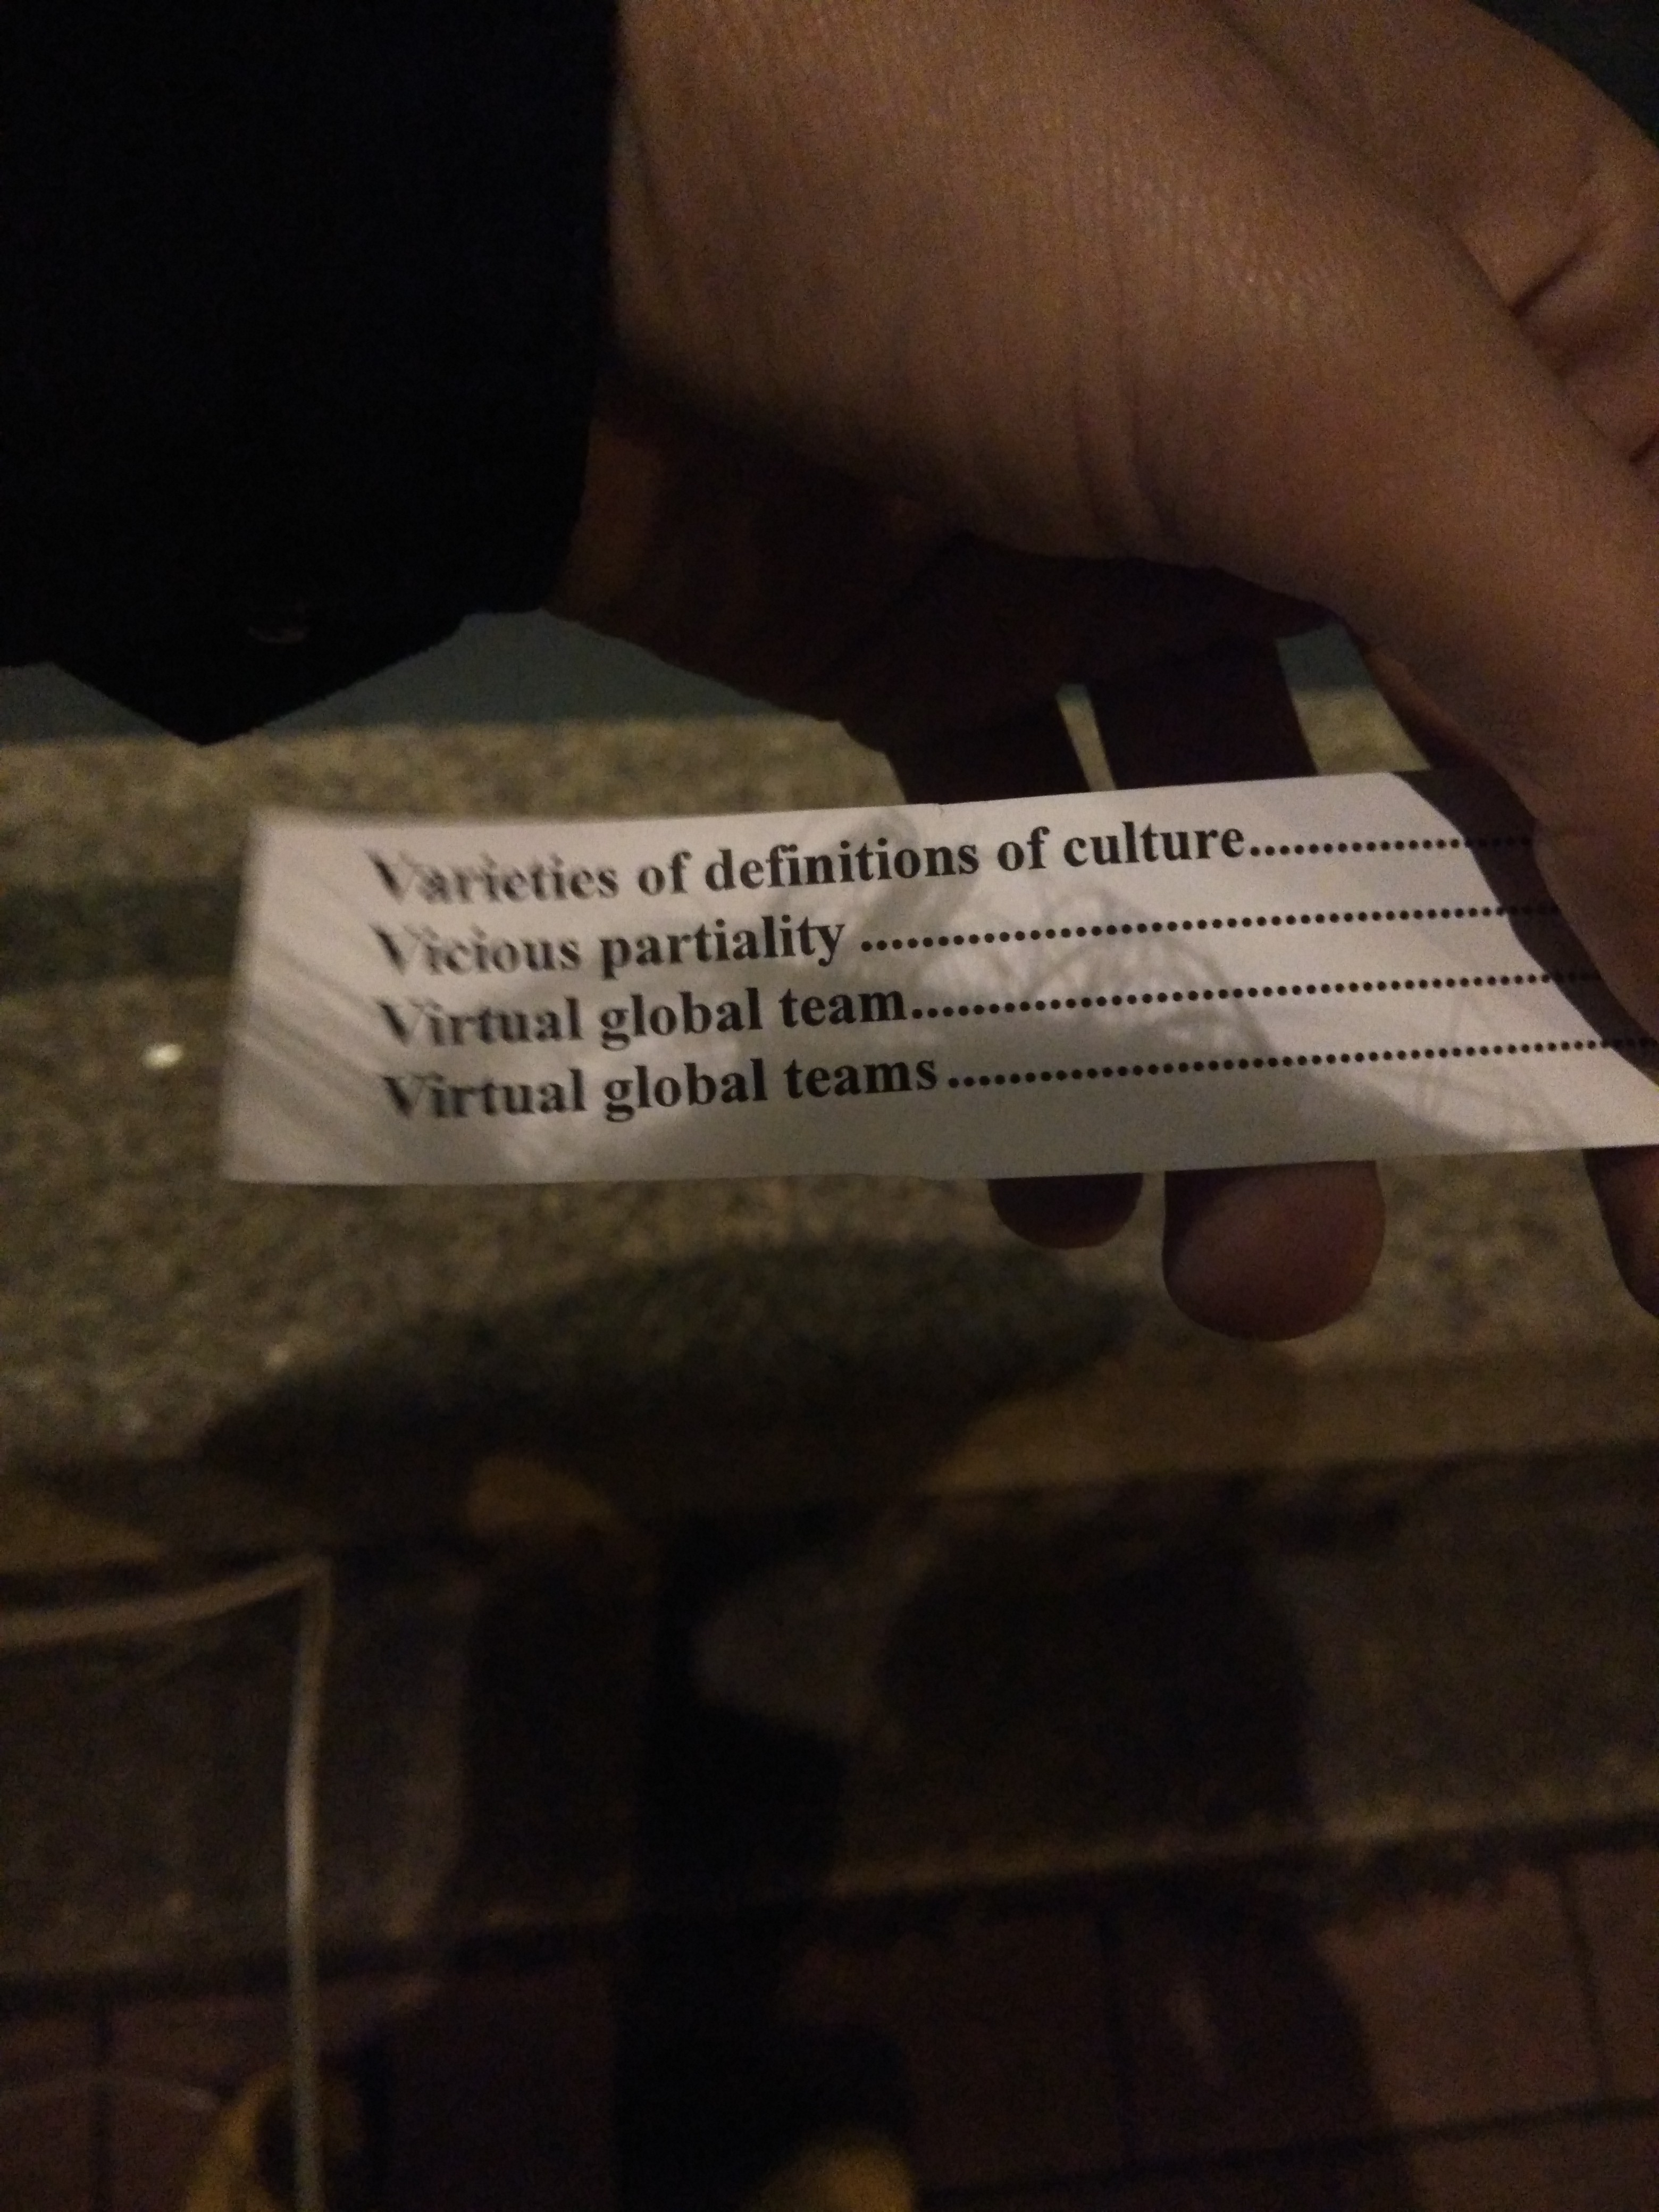 Varieties of definitions of culture....................
Vicious partiality ..................................................
Virtual global team..............................................
Virtual global teams..............................................